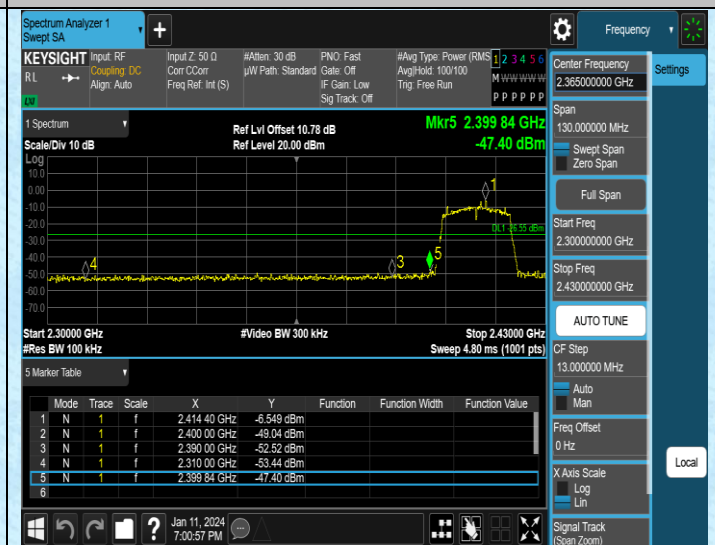 Spectrum Analyzer 1
Swept SA
Frequency
KEYSIGHT
RL
Input: RF
Coupling: DC
Align: Auto
Input Z: 50 Ω
Corr CCorr
Freq Ref: Int (S)
#Atten: 30 dB
µW Path: Standard
PNO: Fast
Gate: Off
IF Gain: Low
Sig Track: Off
#Avg Type: Power (RMS
Avg|Hold: 100/100
Trig: Free Run
1 2 3 4 5 6
M W W W W W
P P P P P P
1 Spectrum
Scale/Div 10 dB
Ref Lvl Offset 10.78 dB
Ref Level 20.00 dBm
Mkr5 2.399 84 GHz
-47.40 dBm
Log
10.0
0.00
-10.0
-20.0
-30.0
-40.0
-50.0
-60.0
-70.0
1
DL1 -26.55 dBm
4
3
5
Start 2.30000 GHz
#Video BW 300 kHz
Stop 2.43000 GHz
#Res BW 100 kHz
Sweep 4.80 ms (1001 pts)
5 Marker Table
Mode Trace Scale X Y Function Function Width Function Value
1 N 1 f 2.414 40 GHz -6.549 dBm
2 N 1 f 2.400 00 GHz -49.04 dBm
3 N 1 f 2.390 00 GHz -52.52 dBm
4 N 1 f 2.310 00 GHz -53.44 dBm
5 N 1 f 2.399 84 GHz -47.40 dBm
6
Jan 11, 2024
7:00:57 PM
Center Frequency
2.365000000 GHz
Settings
Span
130.000000 MHz
Swept Span
Zero Span
Full Span
Start Freq
2.300000000 GHz
Stop Freq
2.430000000 GHz
AUTO TUNE
CF Step
13.000000 MHz
Auto
Man
Freq Offset
0 Hz
Local
X Axis Scale
Log
Lin
Signal Track
(Span Zoom)